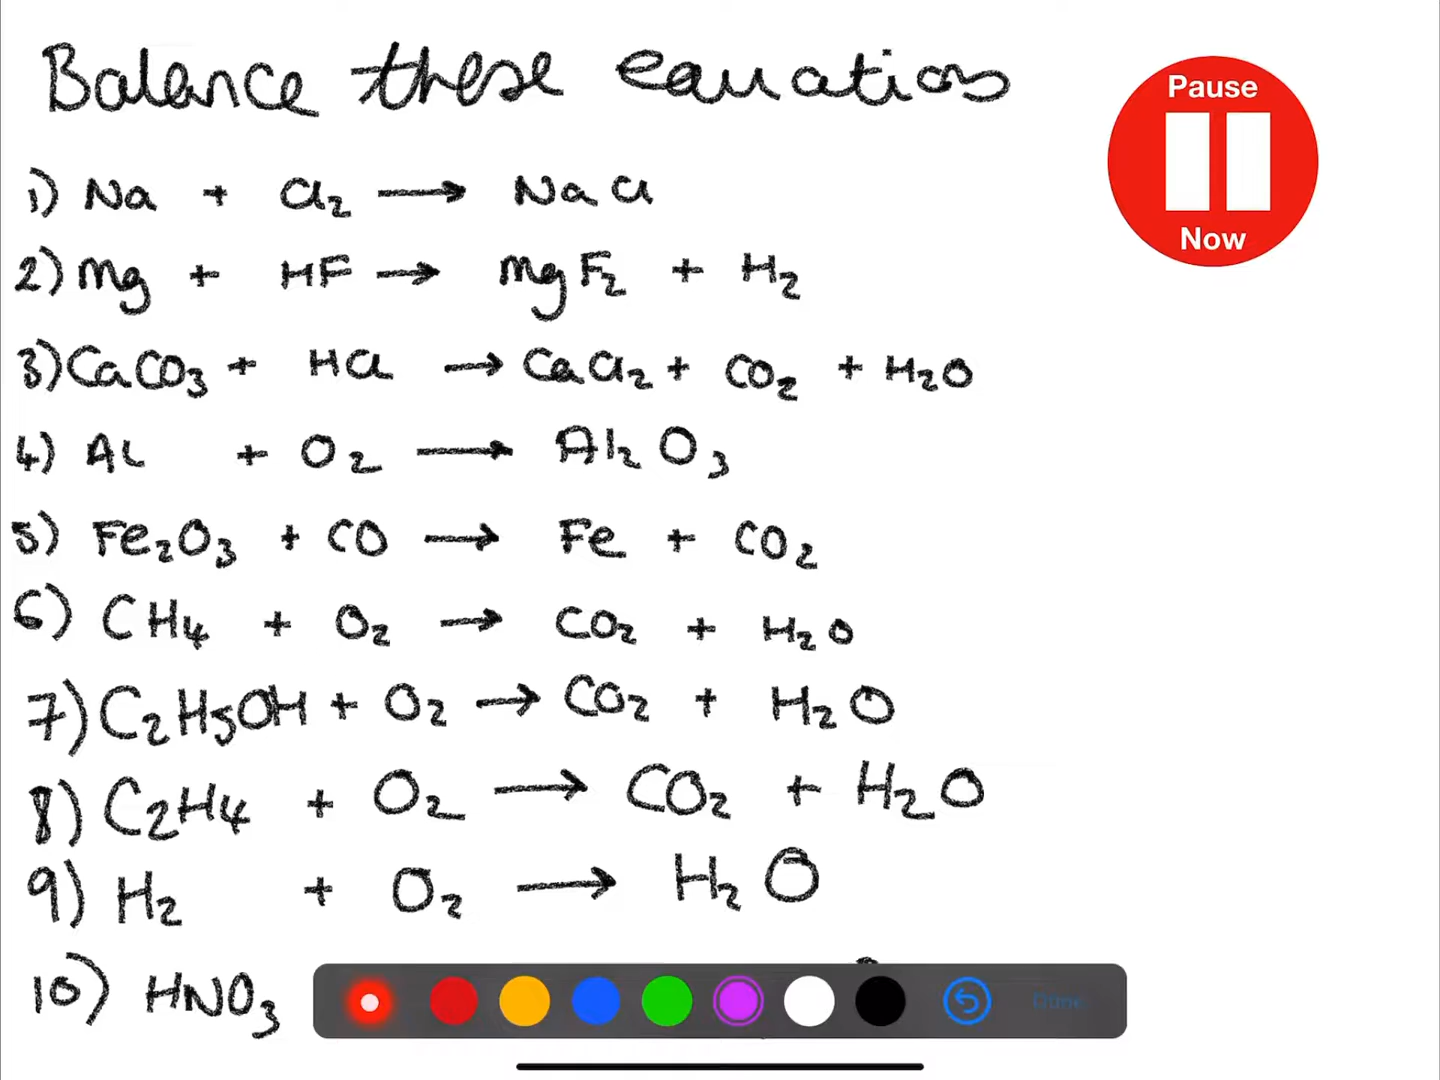 Balance these equations
Pause
Now
1) Na + Cl₂ → NaCl
2) Mg + HF → MgF₂ + H₂
3) CaCO₃ + HCl → CaCl₂ + CO₂ + H₂O
4) Al + O₂ → Al₂O₃
5) Fe₂O₃ + CO → Fe + CO₂
6) CH₄ + O₂ → CO₂ + H₂O
7) C₂H₅OH + O₂ → CO₂ + H₂O
8) C₂H₄ + O₂ → CO₂ + H₂O
9) H₂ + O₂ → H₂O
10) HNO₃
Done